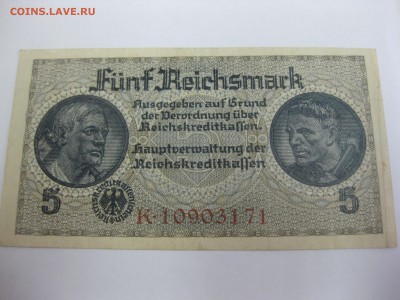 COINS.LAVE.RU
Fünf Reichsmark
Ausgegeben auf Grund
der Verordnung über
Reichskreditkassen.
Hauptverwaltung der
Reichskreditkassen
5
5
K·10903171